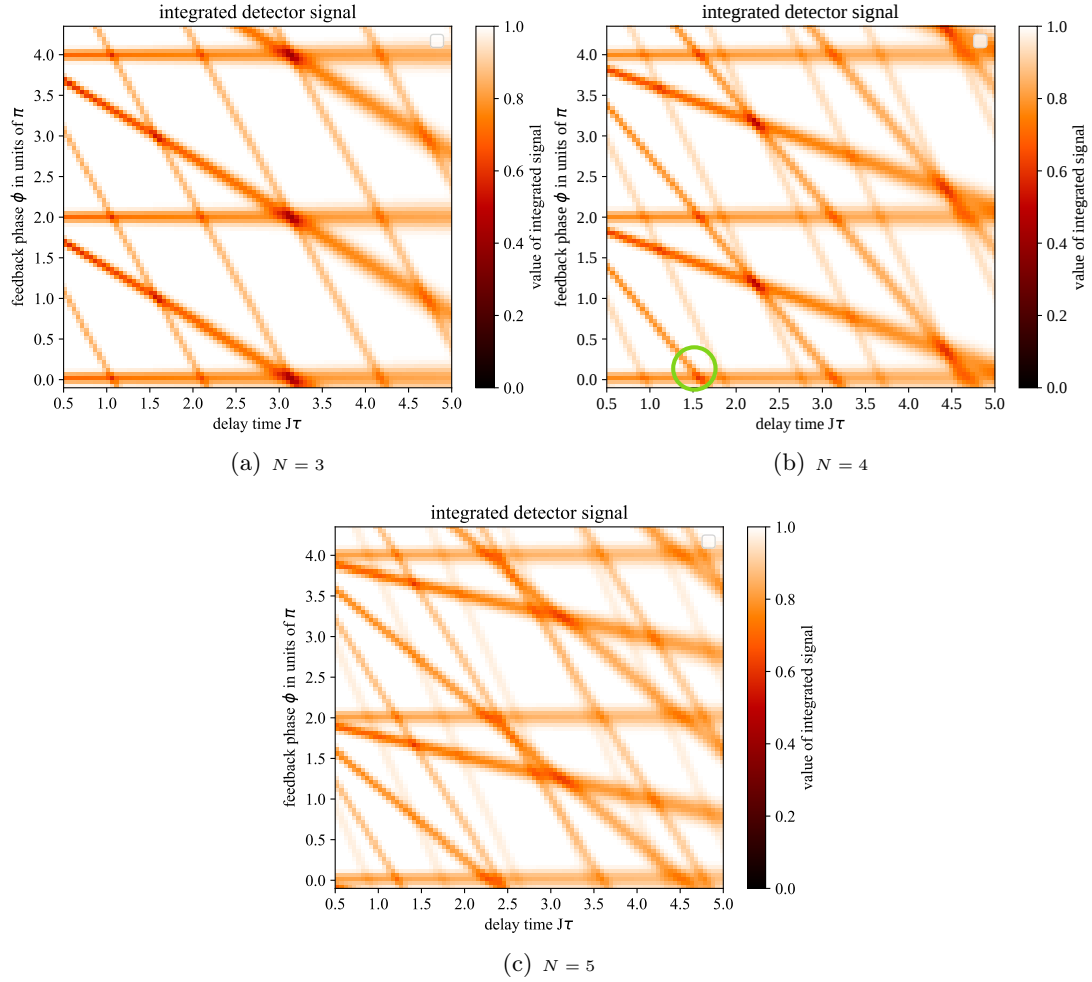 integrated detector signal
feedback phase ϕ in units of π
4.0
3.5
3.0
2.5
2.0
1.5
1.0
0.5
0.0
0.5 1.0 1.5 2.0 2.5 3.0 3.5 4.0 4.5 5.0
delay time Jτ
1.0
0.8
0.6
0.4
0.2
0.0
value of integrated signal
(a) N = 3
integrated detector signal
feedback phase ϕ in units of π
4.0
3.5
3.0
2.5
2.0
1.5
1.0
0.5
0.0
0.5 1.0 1.5 2.0 2.5 3.0 3.5 4.0 4.5 5.0
delay time Jτ
1.0
0.8
0.6
0.4
0.2
0.0
value of integrated signal
(b) N = 4
integrated detector signal
feedback phase ϕ in units of π
4.0
3.5
3.0
2.5
2.0
1.5
1.0
0.5
0.0
0.5 1.0 1.5 2.0 2.5 3.0 3.5 4.0 4.5 5.0
delay time Jτ
1.0
0.8
0.6
0.4
0.2
0.0
value of integrated signal
(c) N = 5